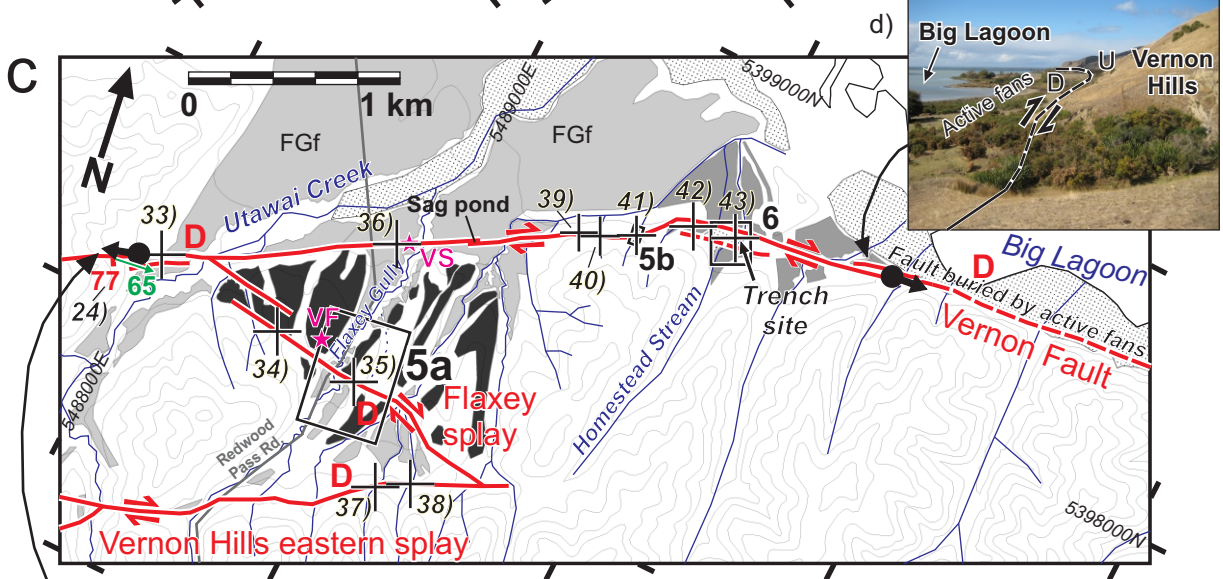 C
d)
Big Lagoon
U
Vernon
Hills
D
Active fans
0
1 km
N
FGf
FGf
5489000E
5399000N
Utawai Creek
33)
D
36)
Sag pond
VS
39)
40)
41)
5b
42)
43)
6
Trench
site
Big Lagoon
D
Fault buried by active fans
Vernon Fault
77
65
24)
5488000E
VF
Flaxey Gully
34)
35)
5a
D
Flaxey
splay
Homestead Stream
Redwood
Pass Rd
D
37)
38)
Vernon Hills eastern splay
5398000N